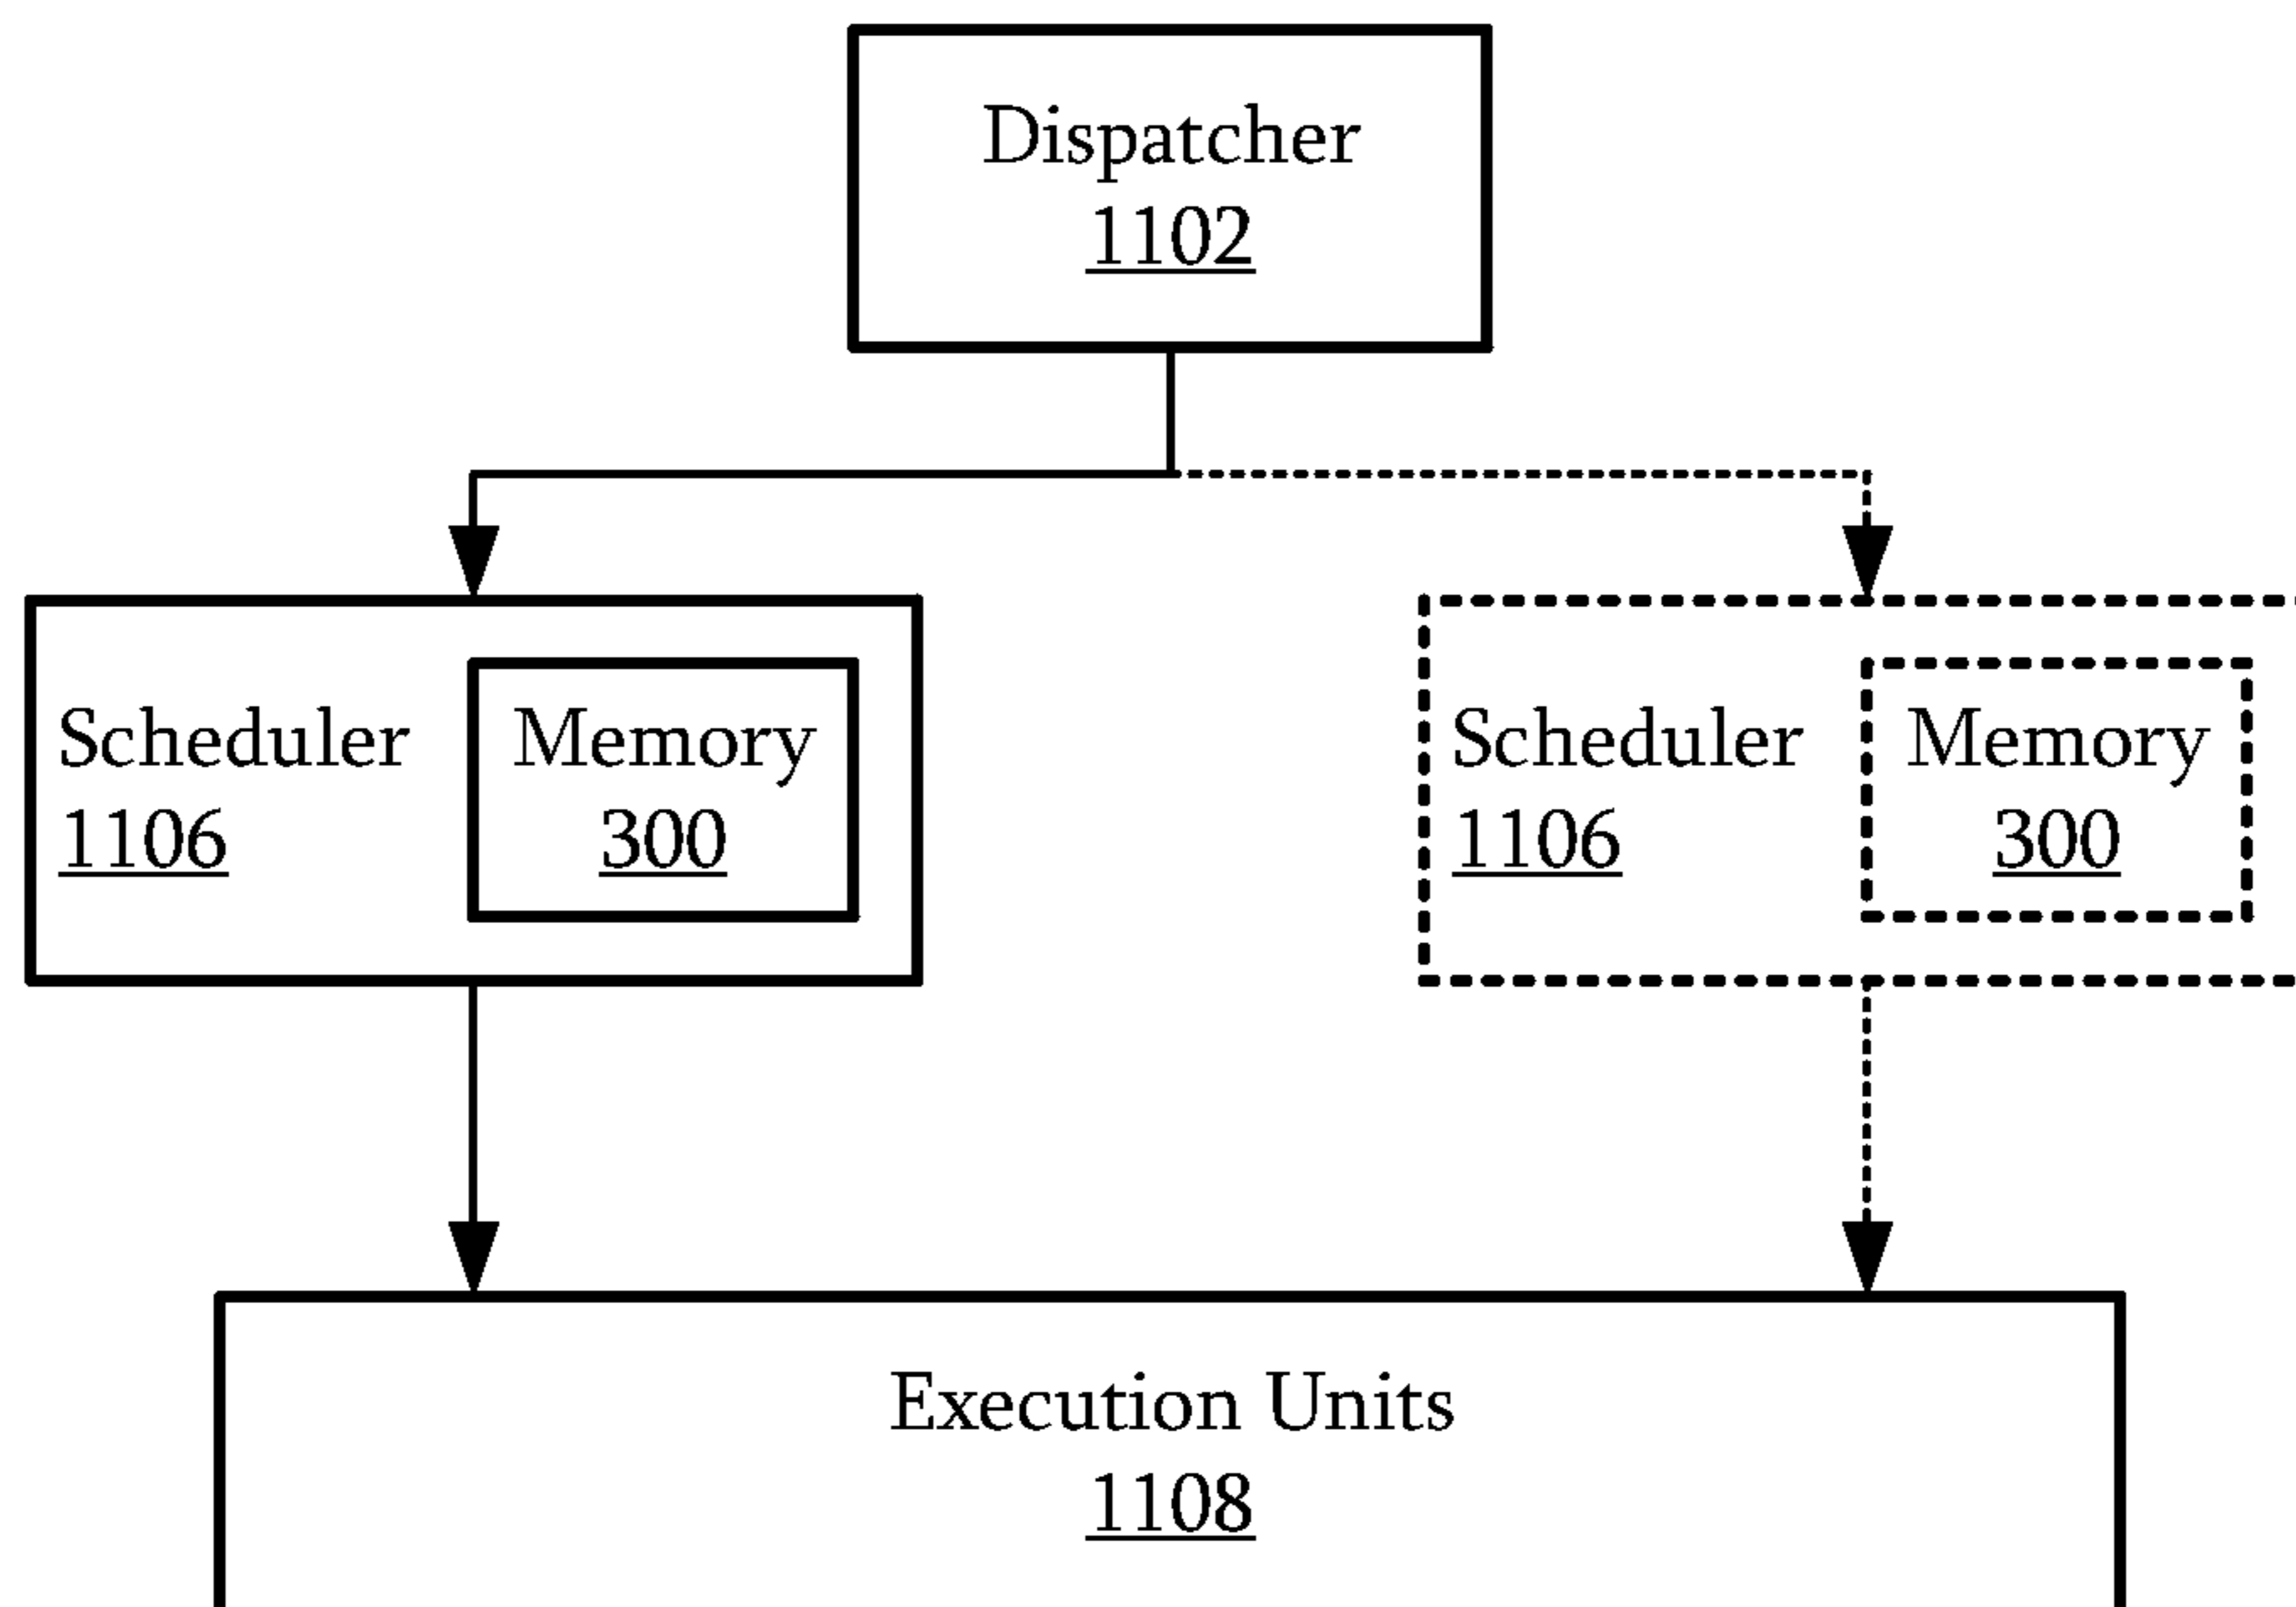 Dispatcher
1102
Scheduler
1106
Memory
300
Scheduler
1106
Memory
300
Execution Units
1108